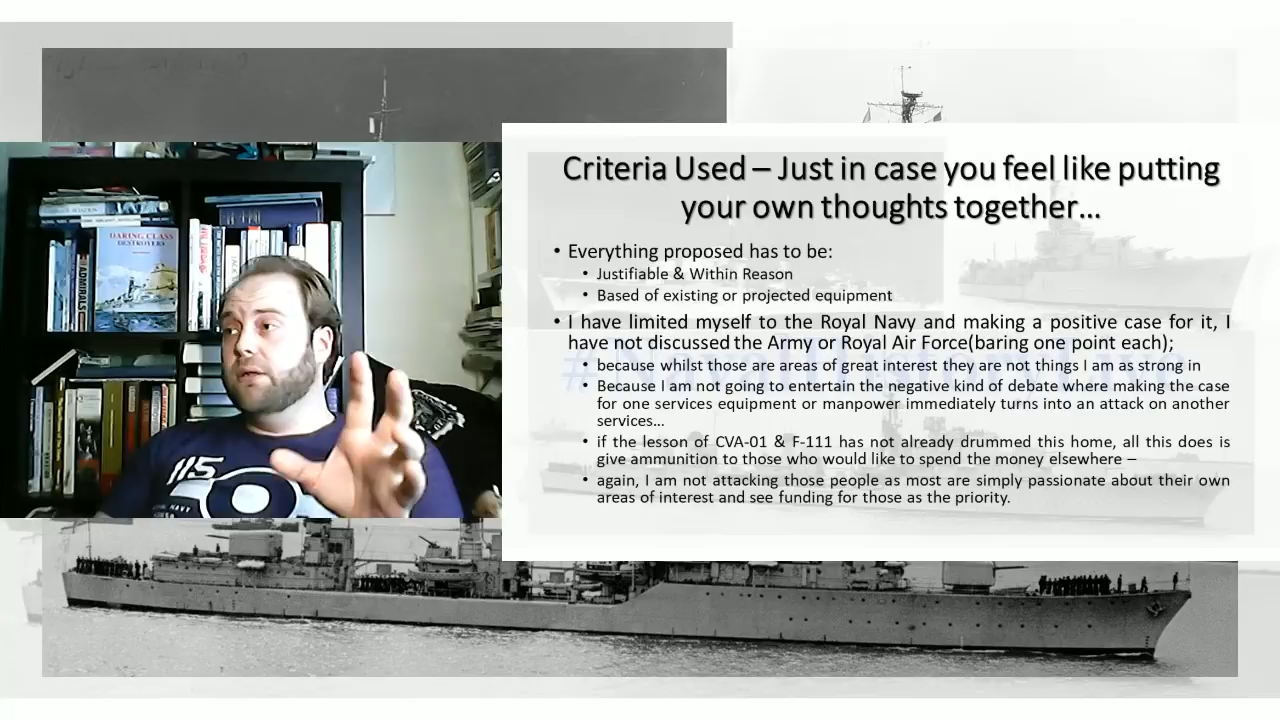 Criteria Used – Just in case you feel like putting
your own thoughts together…
• Everything proposed has to be:
• Justifiable & Within Reason
• Based of existing or projected equipment
• I have limited myself to the Royal Navy and making a positive case for it, I
have not discussed the Army or Royal Air Force(baring one point each);
• because whilst those are areas of great interest they are not things I am as strong in
• Because I am not going to entertain the negative kind of debate where making the case
for one services equipment or manpower immediately turns into an attack on another
services…
• if the lesson of CVA-01 & F-111 has not already drummed this home, all this does is
give ammunition to those who would like to spend the money elsewhere –
• again, I am not attacking those people as most are simply passionate about their own
areas of interest and see funding for those as the priority.
DARING CLASS
DESTROYERS
ADMIRALS
115
NAVY